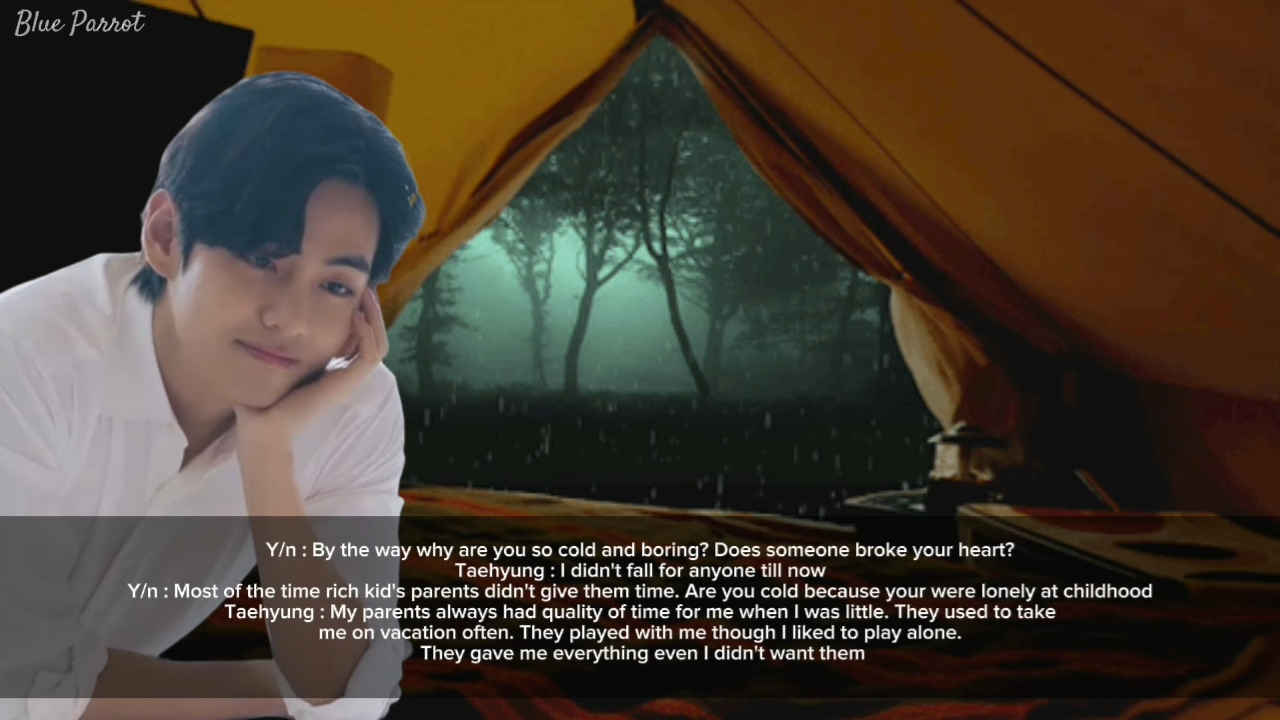 Blue Parrot
Y/n : By the way why are you so cold and boring? Does someone broke your heart?
Taehyung : I didn't fall for anyone till now
Y/n : Most of the time rich kid's parents didn't give them time. Are you cold because your were lonely at childhood
Taehyung : My parents always had quality of time for me when I was little. They used to take
me on vacation often. They played with me though I liked to play alone.
They gave me everything even I didn't want them